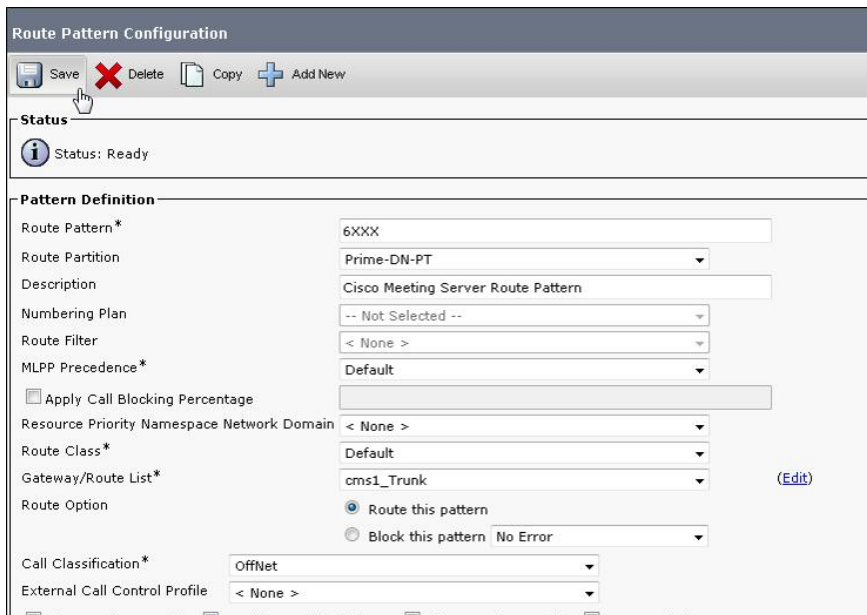 Route Pattern Configuration
Save Delete Copy Add New
Status
i Status: Ready
Pattern Definition
Route Pattern* 6XXX
Route Partition Prime-DN-PT
Description Cisco Meeting Server Route Pattern
Numbering Plan -- Not Selected --
Route Filter < None >
MLPP Precedence* Default
Apply Call Blocking Percentage
Resource Priority Namespace Network Domain < None >
Route Class* Default
Gateway/Route List* cms1_Trunk (Edit)
Route Option Route this pattern
Block this pattern No Error
Call Classification* OffNet
External Call Control Profile < None >